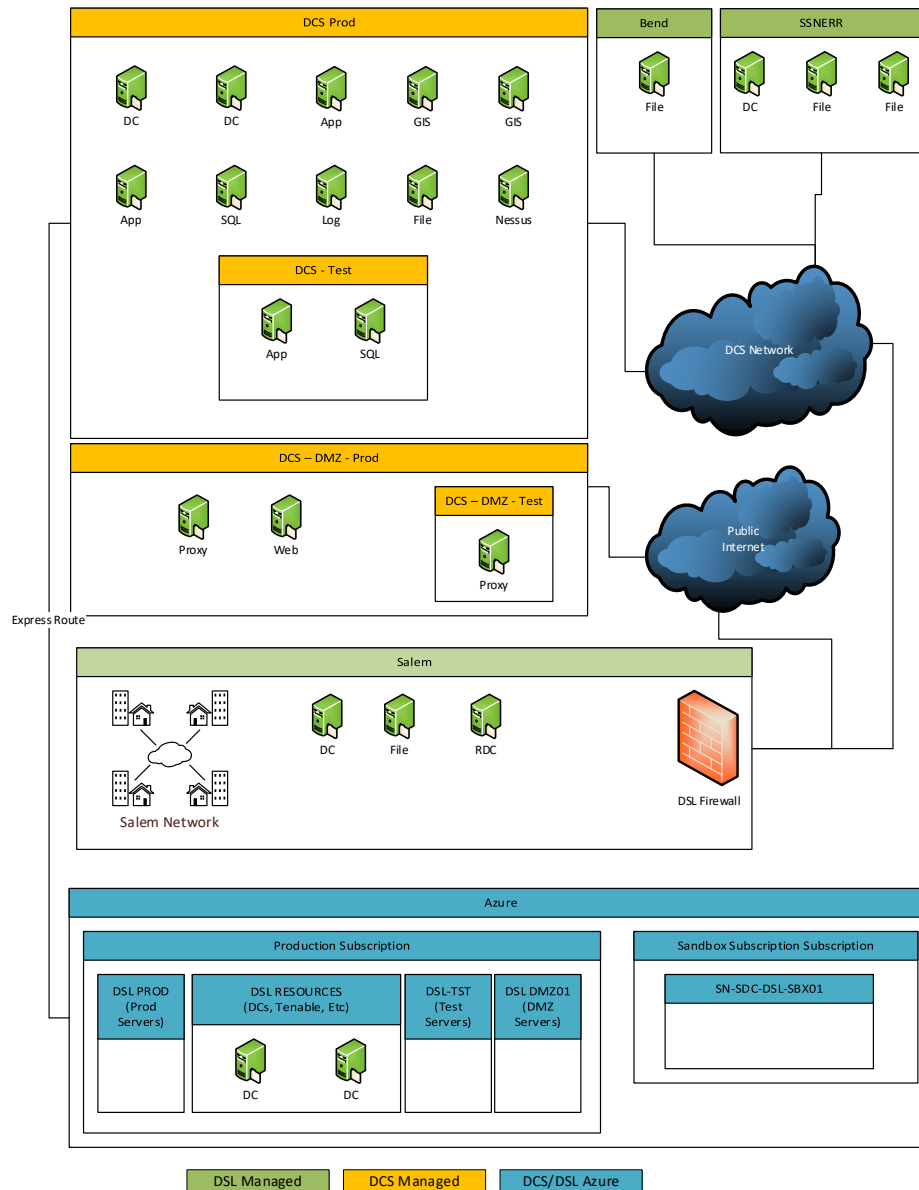 DCS Prod
Bend
SSNERR
DC
DC
App
GIS
GIS
File
DC
File
File
App
SQL
Log
File
Nessus
DCS - Test
App
SQL
DCS Network
DCS – DMZ - Prod
Proxy
Web
DCS – DMZ - Test
Proxy
Public
Internet
Express Route
Salem
DC
File
RDC
DSL Firewall
Salem Network
Azure
Production Subscription
Sandbox Subscription Subscription
DSL PROD
(Prod
Servers)
DSL RESOURCES
(DCs, Tenable, Etc)
DSL-TST
(Test
Servers)
DSL DMZ01
(DMZ
Servers)
SN-SDC-DSL-SBX01
DC
DC
DSL Managed
DCS Managed
DCS/DSL Azure